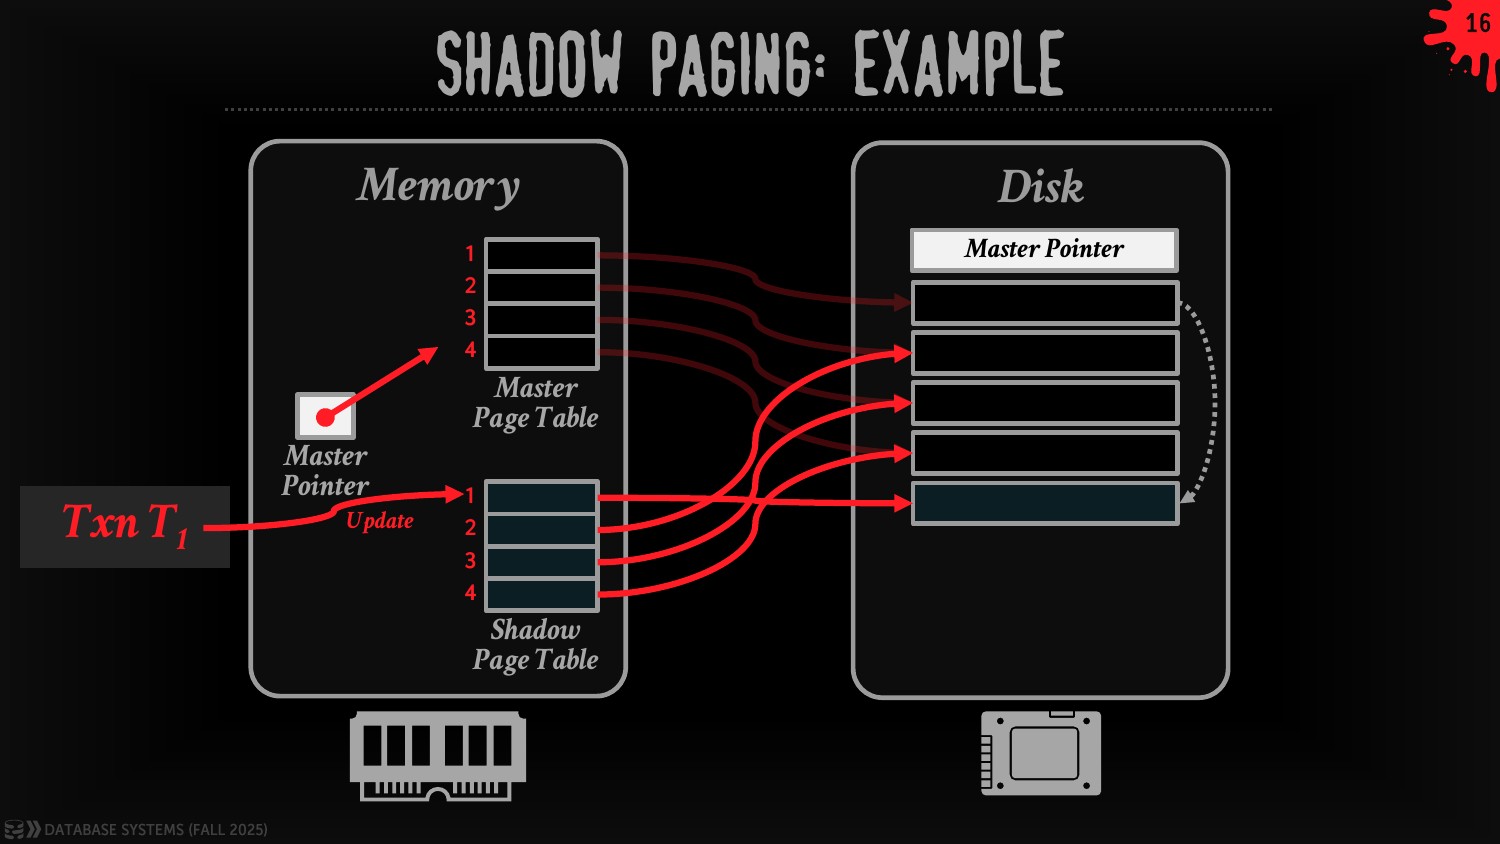 16
SHADOW PAGING: EXAMPLE
Memory
Disk
Master Pointer
1
2
3
4
Master
Page Table
Master
Pointer
Txn T1
Update
1
2
3
4
Shadow
Page Table
DATABASE SYSTEMS (FALL 2025)